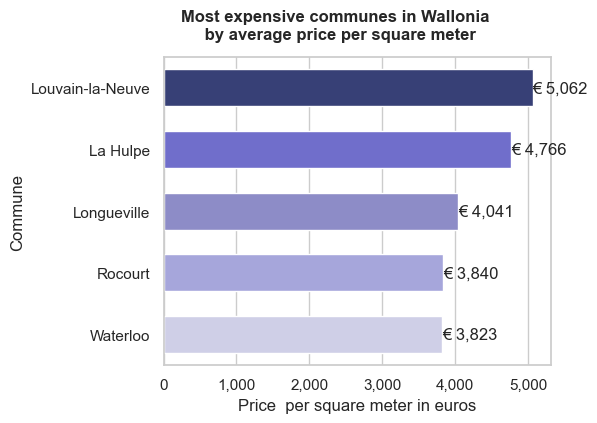 Most expensive communes in Wallonia
by average price per square meter
Commune
Louvain-la-Neuve
€ 5,062
La Hulpe
€ 4,766
Longueville
€ 4,041
Rocourt
€ 3,840
Waterloo
€ 3,823
0 1,000 2,000 3,000 4,000 5,000
Price  per square meter in euros